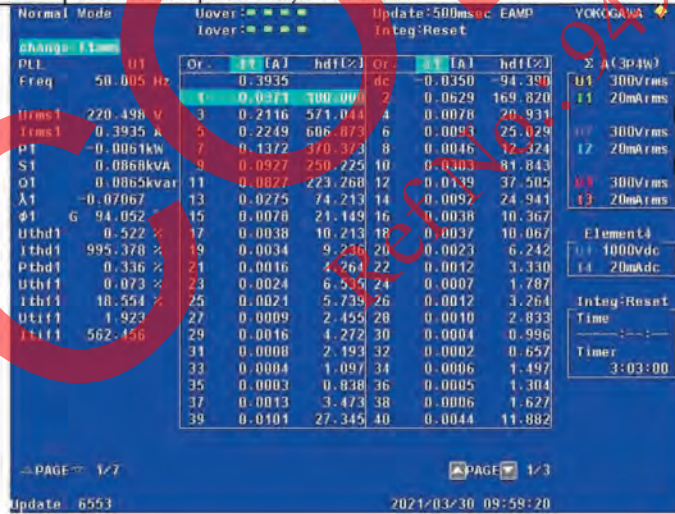 Normal Mode Uover: Update:500msec EAMP YOKOGAWA
Iover: Integ:Reset
change items
PLL U1 Or. I1 [A] hdf[%] Or. I1 [A] hdf[%] Σ A(3P4W)
Freq 50.005 Hz 0.3935 dc -0.0350 -94.390 U1 300Vrms
1 0.0371 100.000 2 0.0629 169.820 I1 20mArms
Urms1 220.498 V 3 0.2116 571.044 4 0.0078 20.931
Irms1 0.3935 A 5 0.2249 606.873 6 0.0093 25.029 300Vrms
P1 -0.0061kW 7 0.1372 370.373 8 0.0046 12.324 I2 20mArms
S1 0.0868kVA 9 0.0927 250.225 10 0.0303 81.843
Q1 0.0865kvar 11 0.0827 223.268 12 0.0139 37.505 300Vrms
λ1 -0.07067 13 0.0275 74.213 14 0.0092 24.941 I3 20mArms
Φ1 G 94.052 15 0.0078 21.149 16 0.0038 10.367
Uthd1 0.522 % 17 0.0038 10.213 18 0.0037 10.067 Element4
Ithd1 995.378 % 19 0.0034 9.236 20 0.0023 6.242 U4 1000Vdc
Pthd1 0.336 % 21 0.0016 4.264 22 0.0012 3.330 I4 20mAdc
Uthf1 0.073 % 23 0.0024 6.535 24 0.0007 1.787
Ithf1 18.554 % 25 0.0021 5.739 26 0.0012 3.264 Integ:Reset
Utif1 1.923 27 0.0009 2.455 28 0.0010 2.833 Time
Itif1 562.456 29 0.0016 4.272 30 0.0004 0.996 -----:--:--
31 0.0008 2.193 32 0.0002 0.657 Timer
33 0.0004 1.097 34 0.0006 1.497 3:03:00
35 0.0003 0.838 36 0.0005 1.304
37 0.0013 3.473 38 0.0006 1.627
39 0.0101 27.345 40 0.0044 11.882
PAGE 1/7 PAGE 1/3
Update 6553 2021/03/30 09:59:20
Ref No.: 94